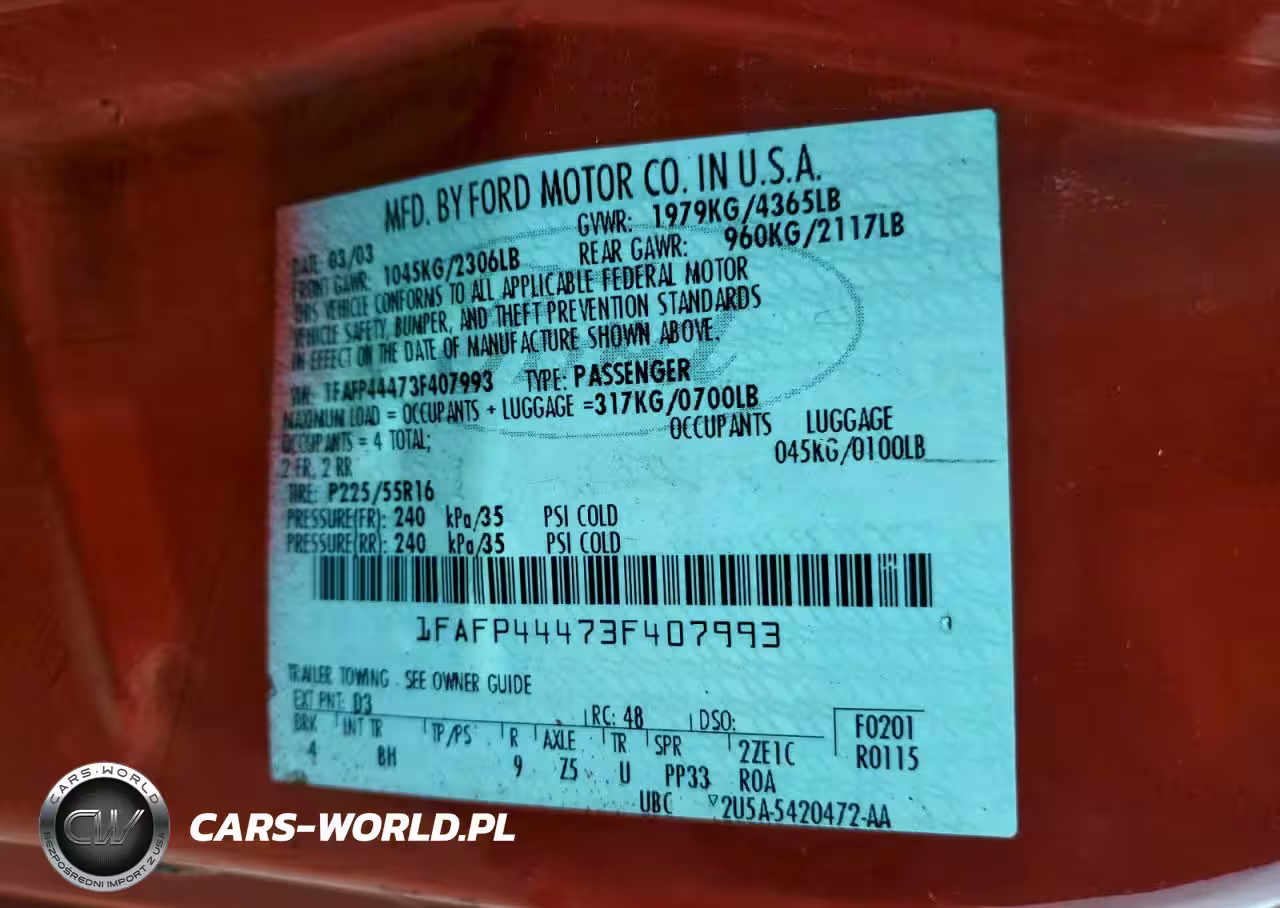 MFD. BY FORD MOTOR CO. IN U.S.A.
DATE: 03/03 GVWR: 1979KG/4365LB
FRONT GAWR: 1045KG/2306LB REAR GAWR: 960KG/2117LB
THIS VEHICLE CONFORMS TO ALL APPLICABLE FEDERAL MOTOR
VEHICLE SAFETY, BUMPER, AND THEFT PREVENTION STANDARDS
IN EFFECT ON THE DATE OF MANUFACTURE SHOWN ABOVE.
VIN: 1FAFP44473F407993 TYPE: PASSENGER
MAXIMUM LOAD = OCCUPANTS + LUGGAGE =317KG/0700LB
OCCUPANTS = 4 TOTAL; OCCUPANTS LUGGAGE
2 FR, 2 RR 045KG/0100LB
TIRE: P225/55R16
PRESSURE(FR): 240 kPa/35 PSI COLD
PRESSURE(RR): 240 kPa/35 PSI COLD
1FAFP44473F407993
TRAILER TOWING - SEE OWNER GUIDE
EXT PNT: D3 RC: 48 DSO: F0201
BRK INT TR TP/PS R AXLE TR SPR 2ZE1C R0115
4 BH 9 Z5 U PP33 ROA
UBC ▽2U5A-5420472-AA
CARS-WORLD
CW
BEZPOŚREDNI IMPORT Z USA
CARS-WORLD.PL